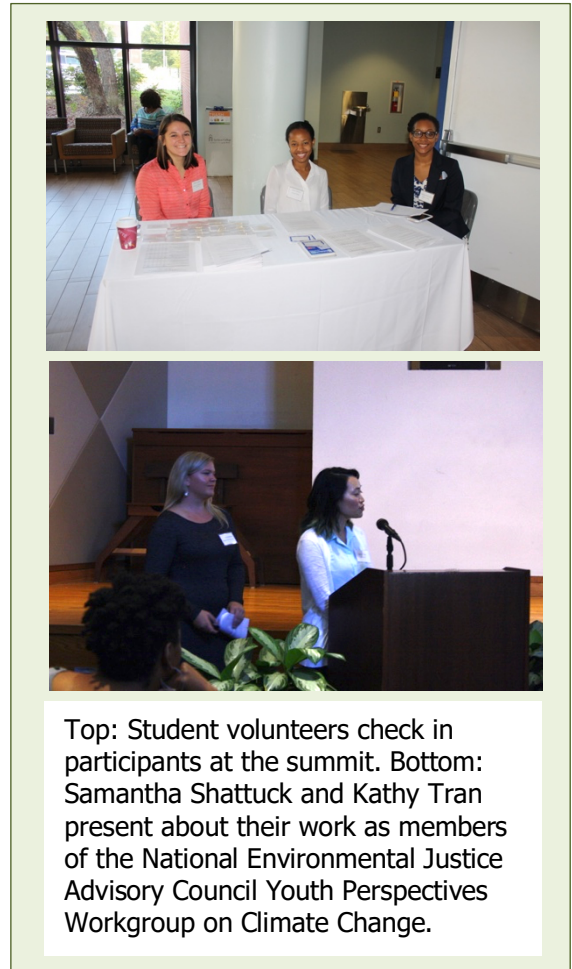 Top: Student volunteers check in
participants at the summit. Bottom:
Samantha Shattuck and Kathy Tran
present about their work as members
of the National Environmental Justice
Advisory Council Youth Perspectives
Workgroup on Climate Change.